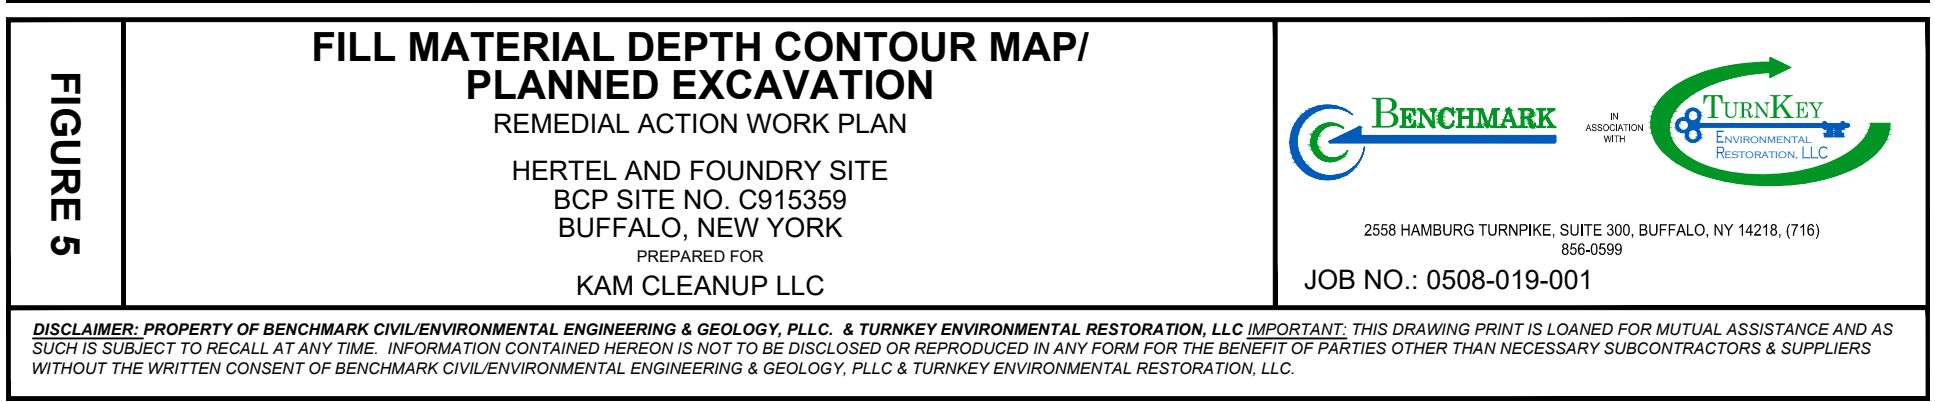 FIGURE 5
FILL MATERIAL DEPTH CONTOUR MAP/
PLANNED EXCAVATION
REMEDIAL ACTION WORK PLAN
HERTEL AND FOUNDRY SITE
BCP SITE NO. C915359
BUFFALO, NEW YORK
PREPARED FOR
KAM CLEANUP LLC
BENCHMARK
IN
ASSOCIATION
WITH
TURNKEY
ENVIRONMENTAL
RESTORATION, LLC
2558 HAMBURG TURNPIKE, SUITE 300, BUFFALO, NY 14218, (716)
856-0599
JOB NO.: 0508-019-001
DISCLAIMER: PROPERTY OF BENCHMARK CIVIL/ENVIRONMENTAL ENGINEERING & GEOLOGY, PLLC. & TURNKEY ENVIRONMENTAL RESTORATION, LLC IMPORTANT: THIS DRAWING PRINT IS LOANED FOR MUTUAL ASSISTANCE AND AS
SUCH IS SUBJECT TO RECALL AT ANY TIME. INFORMATION CONTAINED HEREON IS NOT TO BE DISCLOSED OR REPRODUCED IN ANY FORM FOR THE BENEFIT OF PARTIES OTHER THAN NECESSARY SUBCONTRACTORS & SUPPLIERS
WITHOUT THE WRITTEN CONSENT OF BENCHMARK CIVIL/ENVIRONMENTAL ENGINEERING & GEOLOGY, PLLC & TURNKEY ENVIRONMENTAL RESTORATION, LLC.